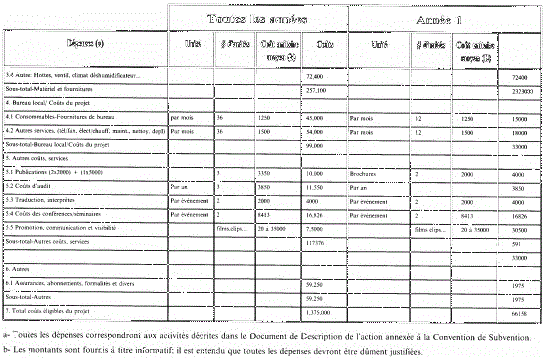 Toutes les années Année 1
Dépenses (a) Unité # d'unités Coût unitaire moyen (€) Coûts Unité # d'unités Coût unitaire moyen (€)
3.4 Autre: Hottes, ventil, climat déshumidificateur... 72,400 72400
Sous-total-Matériel et fournitures 257,100 2323000
4. Bureau local/ Coûts du projet
4.1 Consommables-Fournitures de bureau par mois 36 1250 45,000 Par mois 12 1250 15000
4.2 Autres services, (tél/fax, élect/chauff, maint., nettoy, dépl) Par mois 36 1500 54,000 Par mois 12 1500 18000
Sous-total-Bureau local/Coûts du projet 99,000 33000
5. Autres coûts, services
5.1 Publications (2x2000) + (1x5000) 3 3350 10,000 Brochures 2 2000 4000
5.2 Coûts d'audit Par an 3 3850 11,550 Par an 3850
5.3 Traduction, interprètes Par événement 2 2000 4000 Par événement 2 2000 4000
5.4 Coûts des conférences/séminaires Par événement 2 8413 16,826 Par événement 2 8413 16826
5.5 Promotion, communication et visibilité films,clips... 20 à 35000 films, clips... 20 à 35000 30500
Sous-total-Autres coûts, services 117376 591
33000
6. Autres
6.1 Assurances, abonnements, formalités et divers 59,250 1975
Sous-total-Autres 59,250 1975
7. Total coûts éligibles du projet 1,375,000 66158
a- Toutes les dépenses correspondront aux activités décrites dans le Document de Description de l'action annexée à la Convention de Subvention.
b- Les montants sont fournis à titre informatif: il est entendu que toutes les dépenses devront être dûment justifiées.